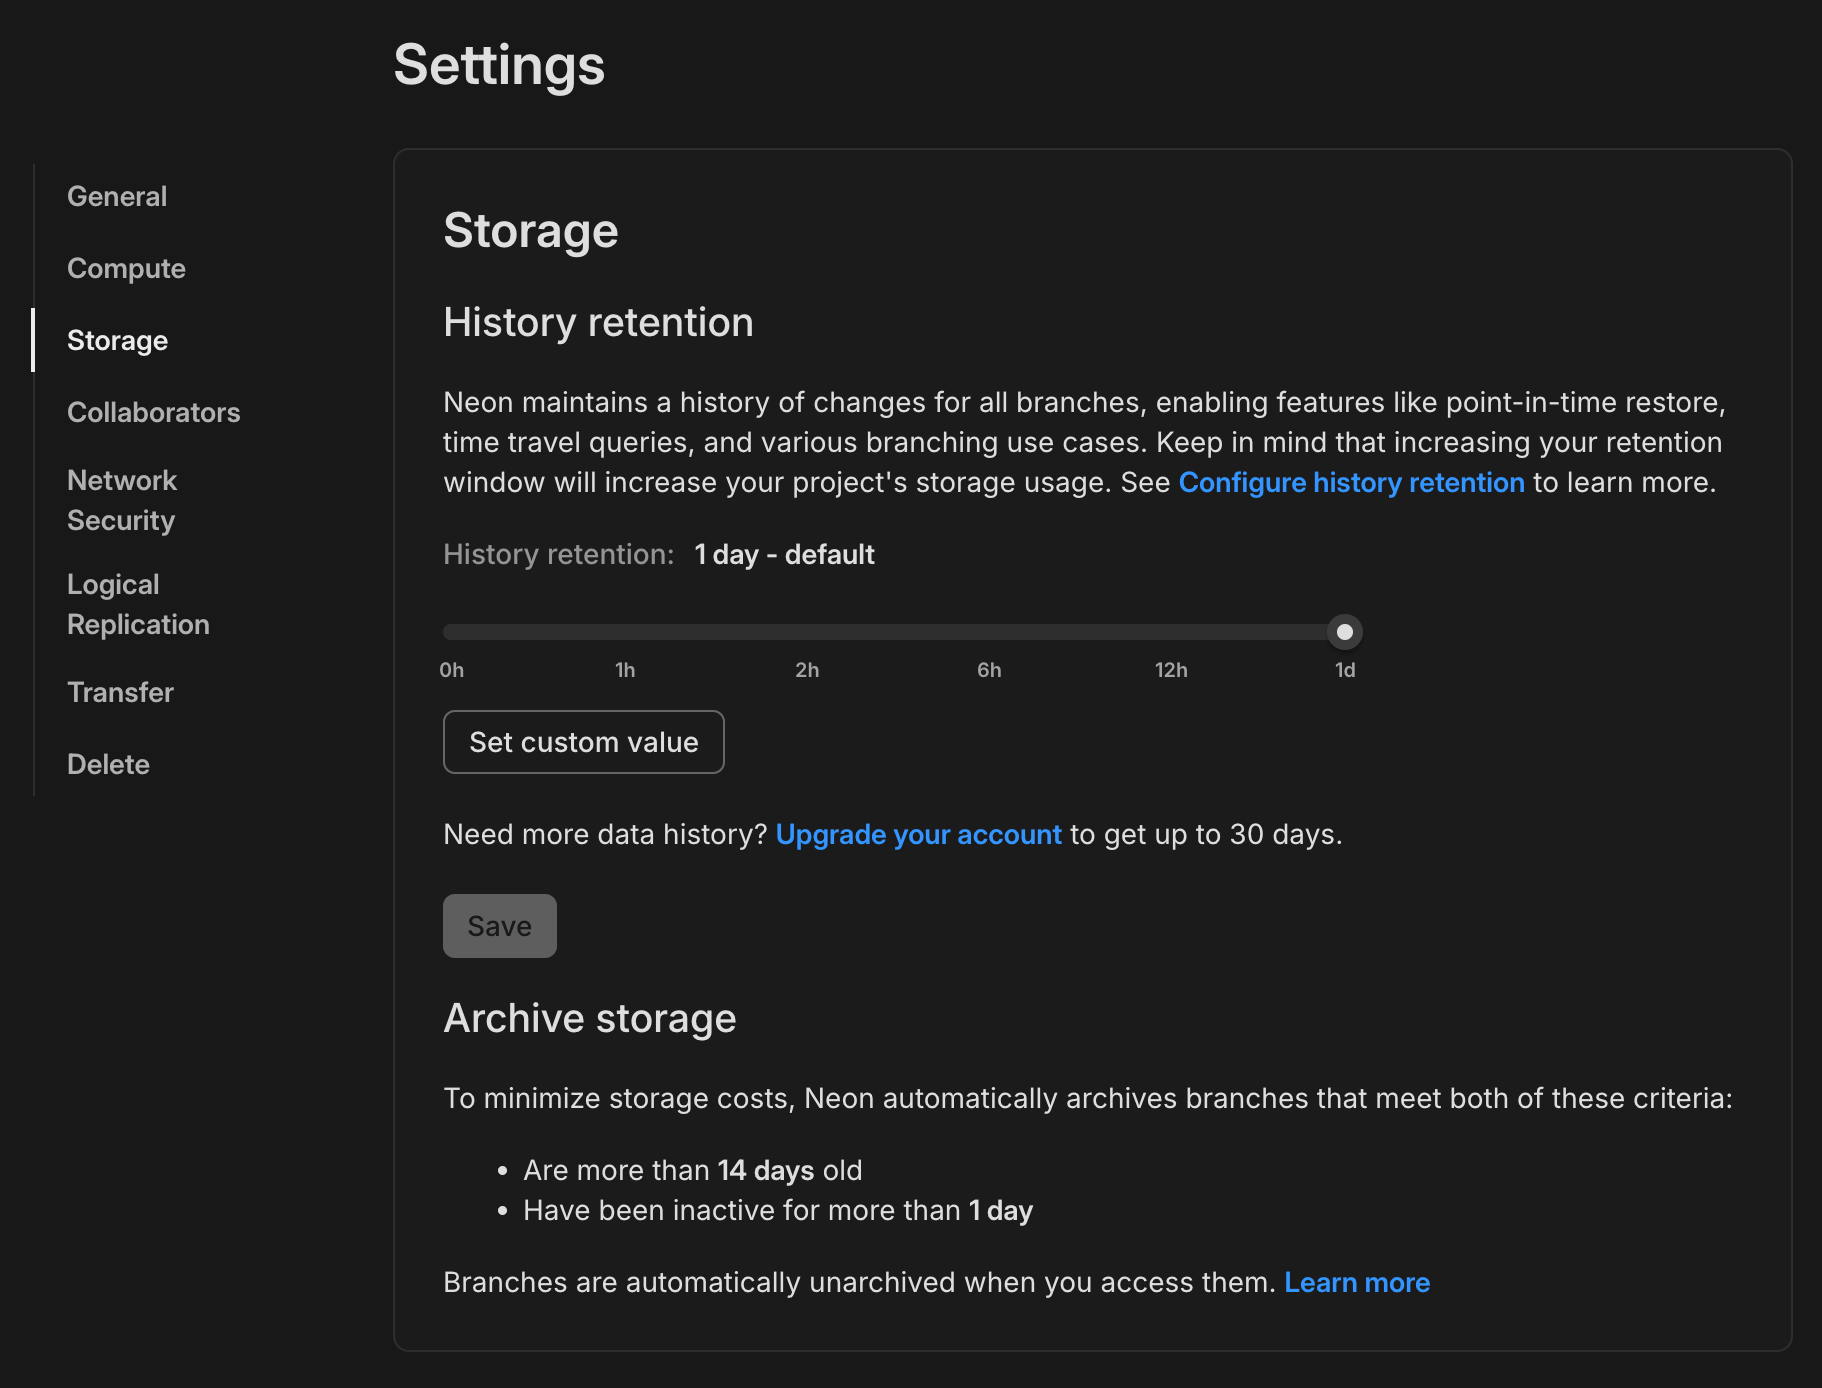 Settings
General
Compute
Storage
Collaborators
Network
Security
Logical
Replication
Transfer
Delete
Storage
History retention
Neon maintains a history of changes for all branches, enabling features like point-in-time restore,
time travel queries, and various branching use cases. Keep in mind that increasing your retention
window will increase your project's storage usage. See Configure history retention to learn more.
History retention: 1 day - default
0h 1h 2h 6h 12h 1d
Set custom value
Need more data history? Upgrade your account to get up to 30 days.
Save
Archive storage
To minimize storage costs, Neon automatically archives branches that meet both of these criteria:
• Are more than 14 days old
• Have been inactive for more than 1 day
Branches are automatically unarchived when you access them. Learn more